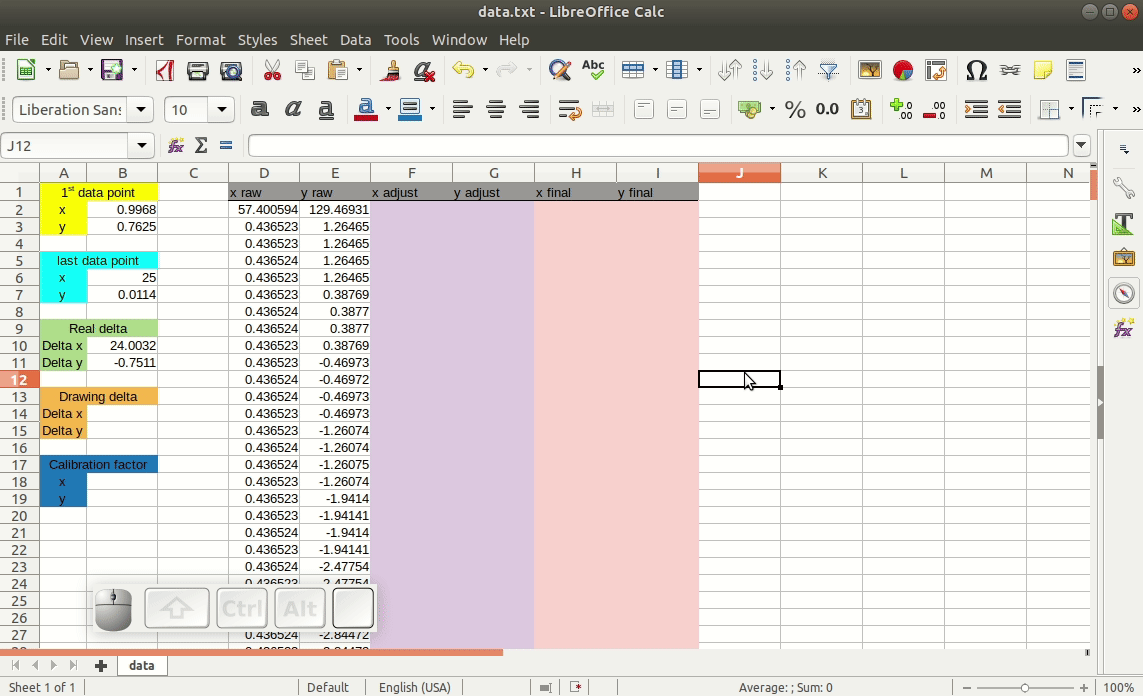 data.txt - LibreOffice Calc
File Edit View Insert Format Styles Sheet Data Tools Window Help
Abc
Liberation Sans 10 a a a a % 0.0
J12
A B C D E F G H I J K L M N
1 1st data point x raw y raw x adjust y adjust x final y final
2 x 0.9968 57.400594 129.46931
3 y 0.7625 0.436523 1.26465
4 0.436523 1.26465
5 last data point 0.436524 1.26465
6 x 25 0.436523 1.26465
7 y 0.0114 0.436523 0.38769
8 0.436524 0.3877
9 Real delta 0.436524 0.3877
10 Delta x 24.0032 0.436523 0.38769
11 Delta y -0.7511 0.436523 -0.46973
12 0.436524 -0.46972
13 Drawing delta 0.436524 -0.46973
14 Delta x 0.436523 -0.46973
15 Delta y 0.436523 -1.26074
16 0.436524 -1.26074
17 Calibration factor 0.436524 -1.26075
18 x 0.436523 -1.26074
19 y 0.436523 -1.9414
20 0.436523 -1.94141
21 0.436524 -1.9414
22 0.436523 -1.94141
23 0.436524 -2.47754
24 0.436523 -2.47754
25
26
27 0.436524 -2.84472
Ctrl Alt
data
Sheet 1 of 1 Default English (USA) Average: ; Sum: 0 100%